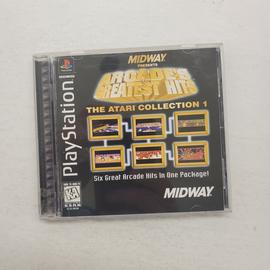 MIDWAY
PRESENTS
ARCADE'S
GREATEST HITS
THE ATARI COLLECTION 1
PlayStation
Six Great Arcade Hits In One Package!
MIDWAY